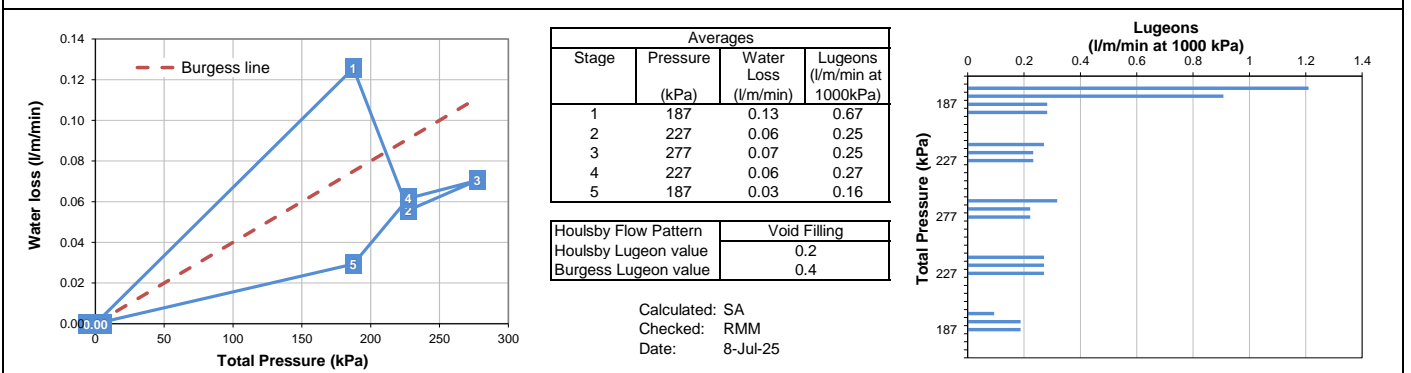 0.14
0.12
0.10
0.08
0.06
0.04
0.02
0.00
0 50 100 150 200 250 300
Water loss (l/m/min)
Total Pressure (kPa)
Burgess line
1
4
2
3
5
0.00
Averages
Stage Pressure Water Lugeons
Loss (l/m/min at
(kPa) (l/m/min) 1000kPa)
1 187 0.13 0.67
2 227 0.06 0.25
3 277 0.07 0.25
4 227 0.06 0.27
5 187 0.03 0.16
Houlsby Flow Pattern Void Filling
Houlsby Lugeon value 0.2
Burgess Lugeon value 0.4
Calculated: SA
Checked: RMM
Date: 8-Jul-25
Lugeons
(l/m/min at 1000 kPa)
0 0.2 0.4 0.6 0.8 1 1.2 1.4
Total Pressure (kPa)
187
227
277
227
187